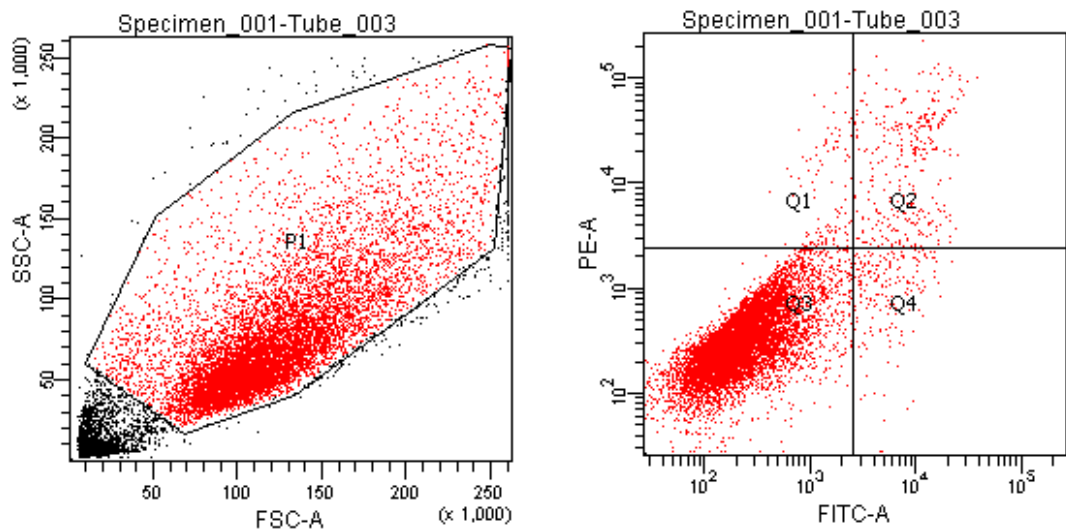 Specimen_001-Tube_003
(x 1,000)
250
200
150
100
50
SSC-A
P1
50 100 150 200 250
FSC-A
(x 1,000)
Specimen_001-Tube_003
10^5
10^4
10^3
10^2
PE-A
Q1 Q2
Q3 Q4
10^2 10^3 10^4 10^5
FITC-A